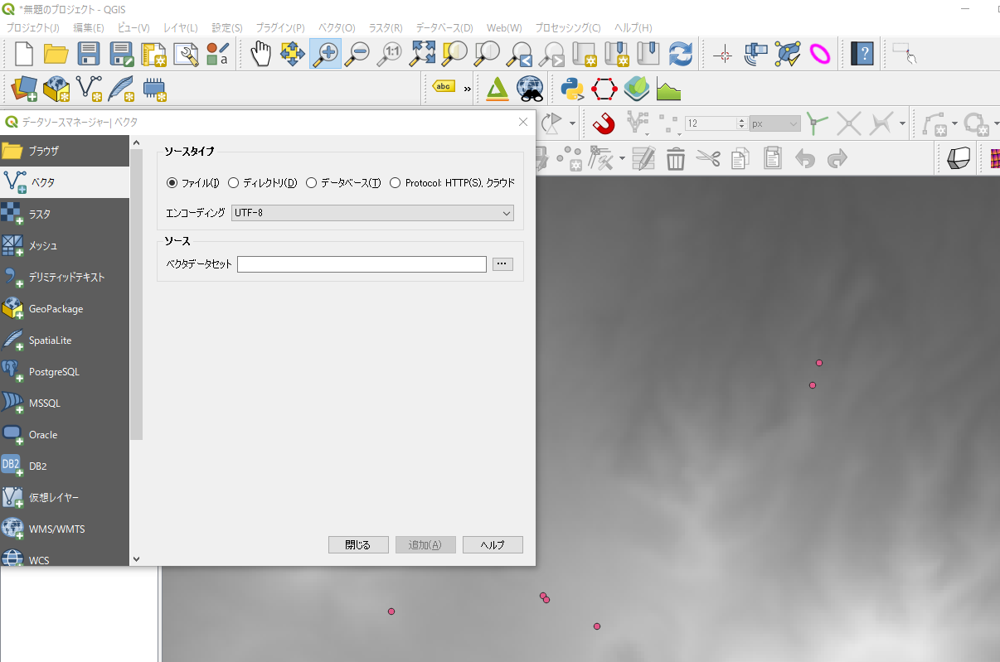 *無題のプロジェクト - QGIS
プロジェクト(J) 編集(E) ビュー(V) レイヤ(L) 設定(S) プラグイン(P) ベクタ(O) ラスタ(R) データベース(D) Web(W) プロセッシング(C) ヘルプ(H)
1:1
a
?
abc »
データソースマネージャー | ベクタ
12 px
ブラウザ
ベクタ
ラスタ
メッシュ
デリミティッドテキスト
GeoPackage
SpatiaLite
PostgreSQL
MSSQL
Oracle
DB2 DB2
仮想レイヤー
WMS/WMTS
WCS
ソースタイプ
ファイル(I) ディレクトリ(D) データベース(T) Protocol: HTTP(S), クラウド
エンコーディング UTF-8
ソース
ベクタデータセット ...
閉じる 追加(A) ヘルプ